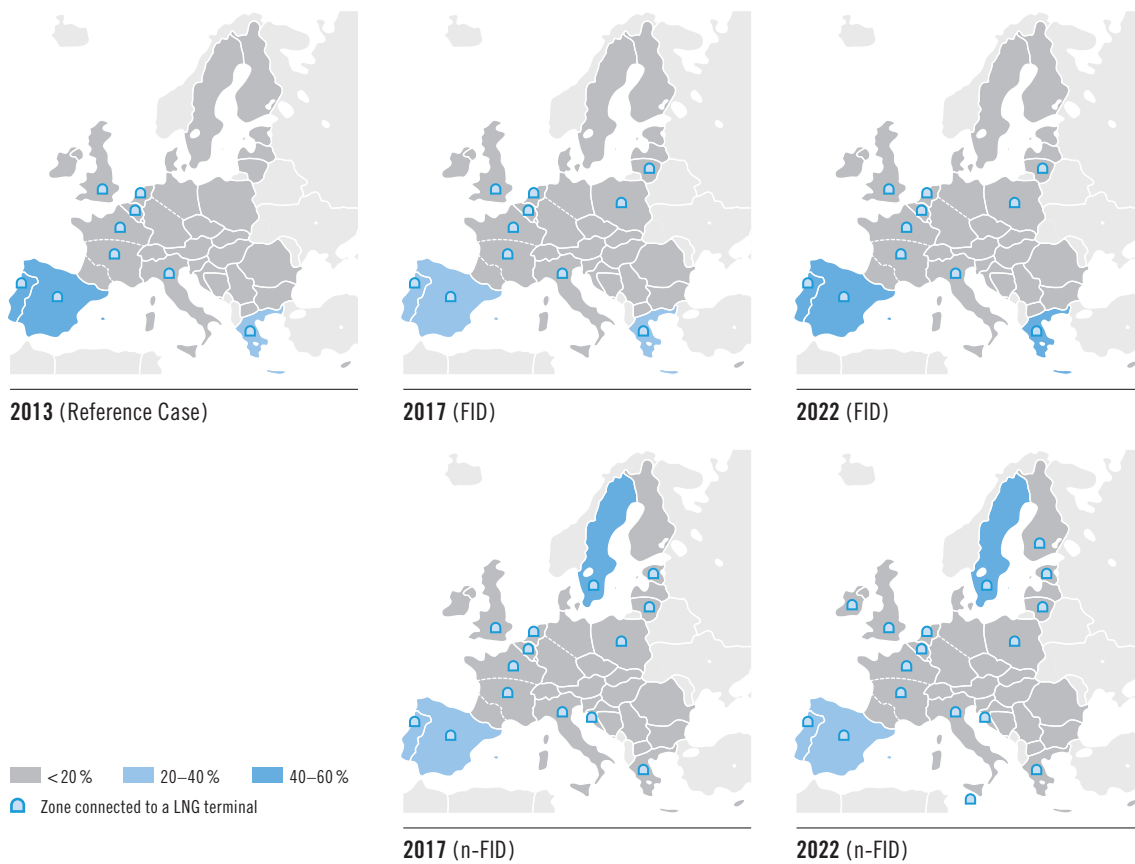 2013 (Reference Case)
2017 (FID)
2022 (FID)
<20 %
20–40 %
40–60 %
Zone connected to a LNG terminal
2017 (n-FID)
2022 (n-FID)